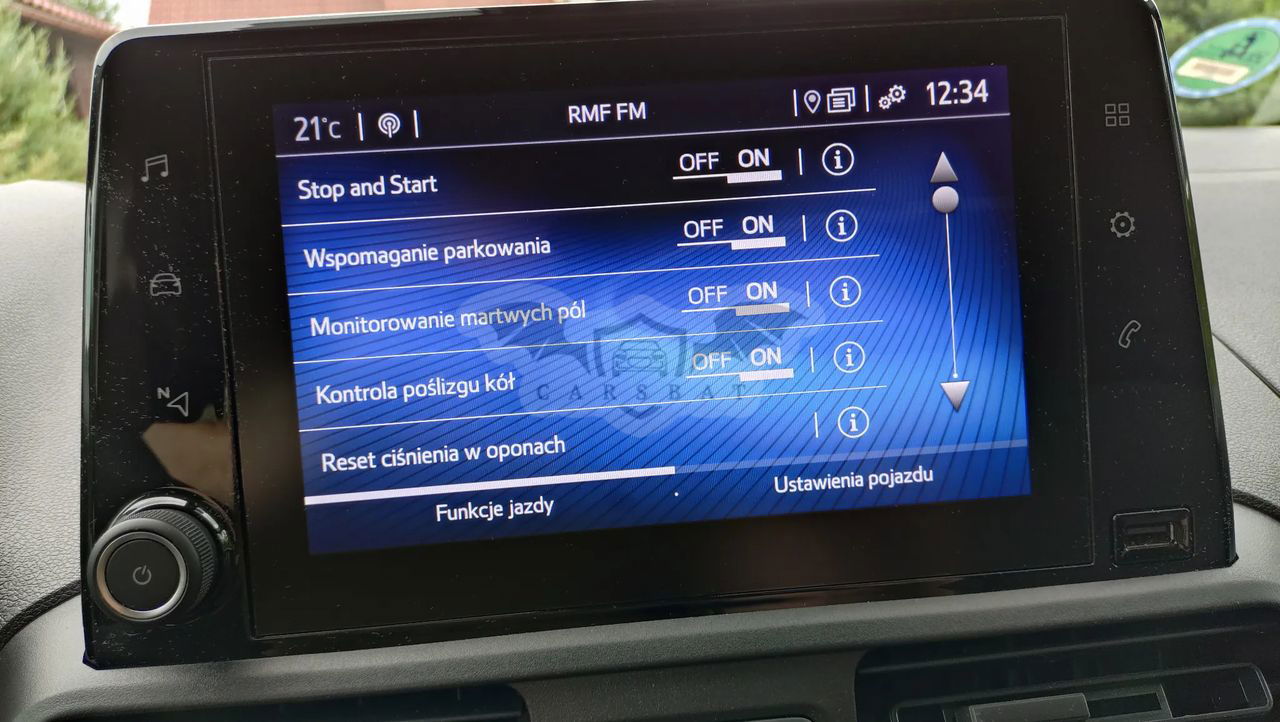 21°C RMF FM 12:34
Stop and Start OFF ON i
Wspomaganie parkowania OFF ON i
Monitorowanie martwych pól OFF ON i
Kontrola poślizgu kół OFF ON i
CARSBAT
Reset ciśnienia w oponach i
Funkcje jazdy Ustawienia pojazdu
N